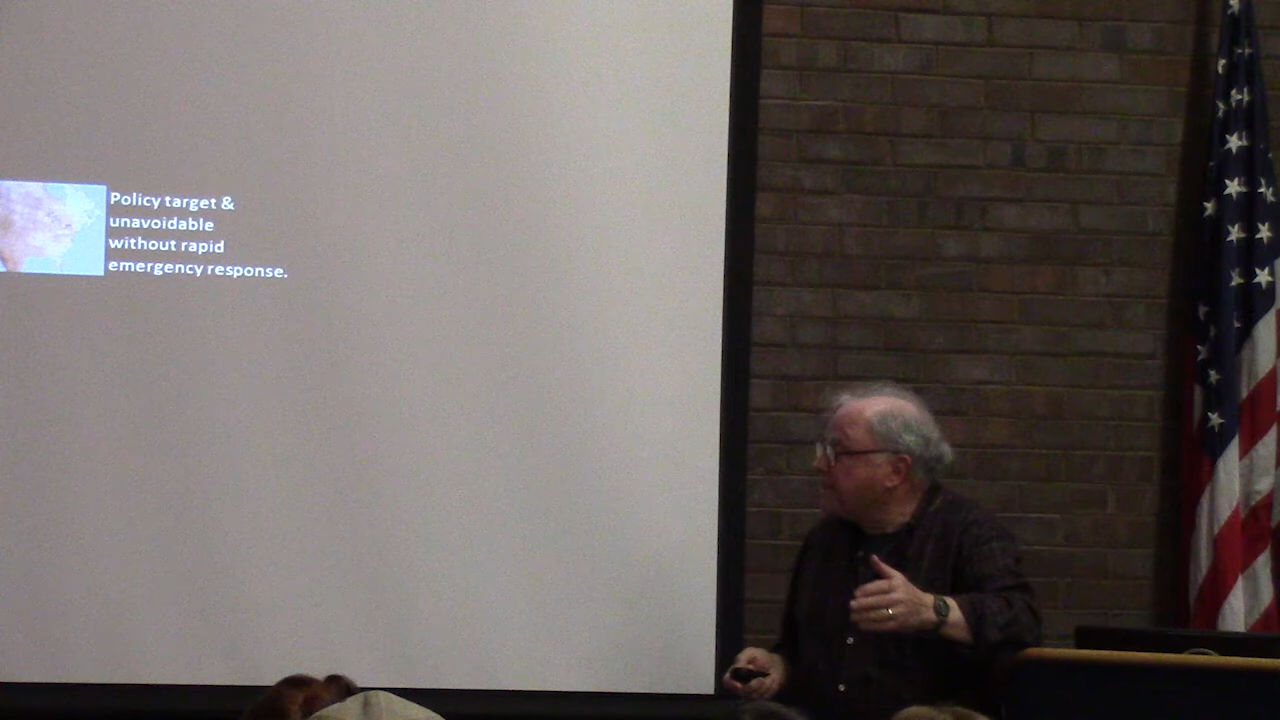 Policy target &
unavoidable
without rapid
emergency response.